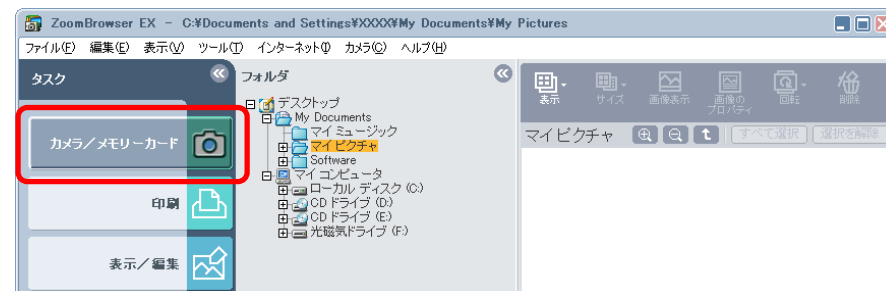 ZoomBrowser EX - C:¥Documents and Settings¥XXXX¥My Documents¥My Pictures
ファイル(F) 編集(E) 表示(V) ツール(T) インターネット(I) カメラ(C) ヘルプ(H)
タスク
カメラ/メモリーカード
印刷
表示/編集
フォルダ
デスクトップ
My Documents
マイ ミュージック
マイ ピクチャ
Software
マイ コンピュータ
ローカル ディスク (C:)
CD ドライブ (D:)
CD ドライブ (E:)
光磁気ドライブ (F:)
表示 サイズ 画像表示 画像の 回転 削除
プロパティ
マイ ピクチャ すべて選択 選択を解除